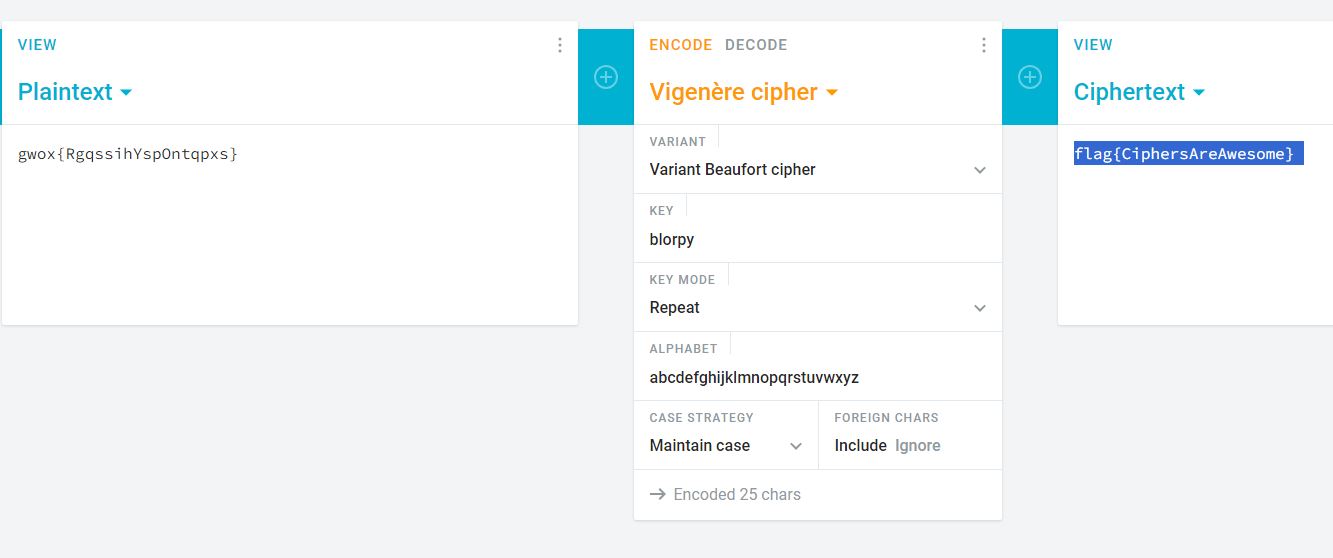 VIEW
Plaintext
gwox{RgqssihYspOntqpxs}
ENCODE DECODE
Vigenère cipher
VARIANT
Variant Beaufort cipher
KEY
blorpy
KEY MODE
Repeat
ALPHABET
abcdefghijklmnopqrstuvwxyz
CASE STRATEGY
Maintain case
FOREIGN CHARS
Include Ignore
→ Encoded 25 chars
VIEW
Ciphertext
flag{CiphersAreAwesome}